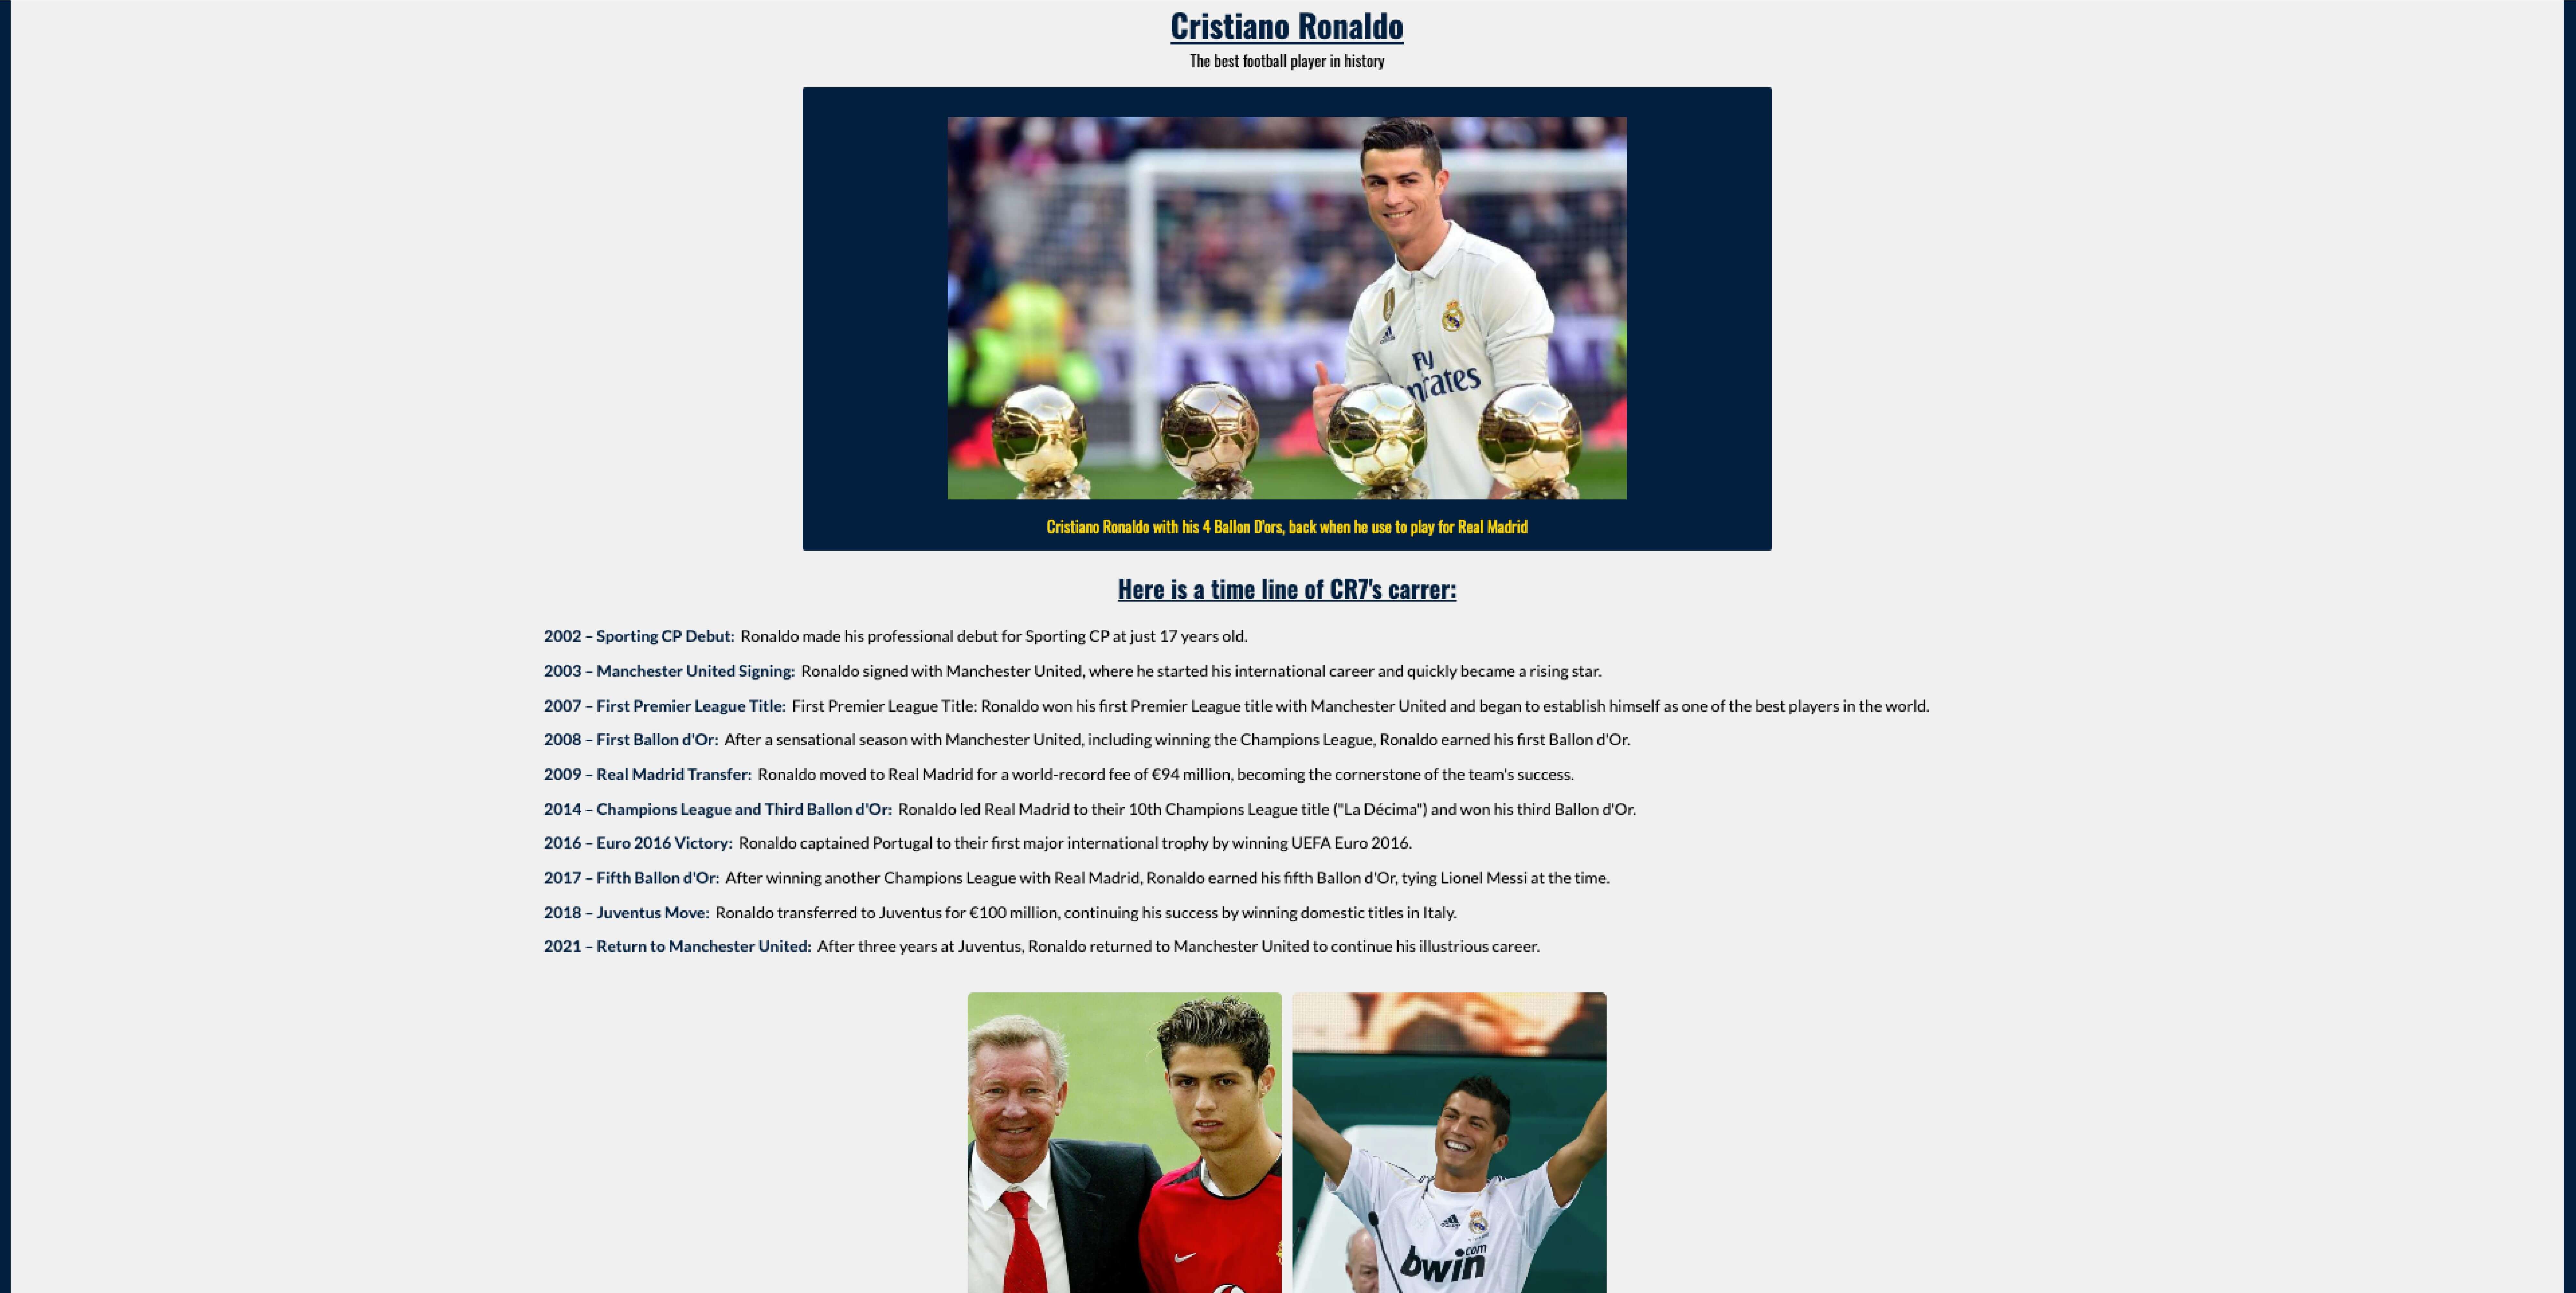 Cristiano Ronaldo
The best football player in history
Fly
mirates
Cristiano Ronaldo with his 4 Ballon D'ors, back when he use to play for Real Madrid
Here is a time line of CR7's carrer:
2002 – Sporting CP Debut: Ronaldo made his professional debut for Sporting CP at just 17 years old.
2003 – Manchester United Signing: Ronaldo signed with Manchester United, where he started his international career and quickly became a rising star.
2007 – First Premier League Title: First Premier League Title: Ronaldo won his first Premier League title with Manchester United and began to establish himself as one of the best players in the world.
2008 – First Ballon d'Or: After a sensational season with Manchester United, including winning the Champions League, Ronaldo earned his first Ballon d'Or.
2009 – Real Madrid Transfer: Ronaldo moved to Real Madrid for a world-record fee of €94 million, becoming the cornerstone of the team's success.
2014 – Champions League and Third Ballon d'Or: Ronaldo led Real Madrid to their 10th Champions League title ("La Décima") and won his third Ballon d'Or.
2016 – Euro 2016 Victory: Ronaldo captained Portugal to their first major international trophy by winning UEFA Euro 2016.
2017 – Fifth Ballon d'Or: After winning another Champions League with Real Madrid, Ronaldo earned his fifth Ballon d'Or, tying Lionel Messi at the time.
2018 – Juventus Move: Ronaldo transferred to Juventus for €100 million, continuing his success by winning domestic titles in Italy.
2021 – Return to Manchester United: After three years at Juventus, Ronaldo returned to Manchester United to continue his illustrious career.
bwin.com